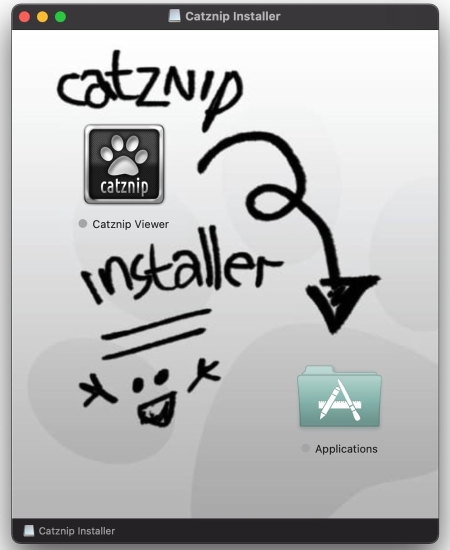 Catznip Installer
catznip
catznip
Catznip Viewer
installer
Applications
Catznip Installer